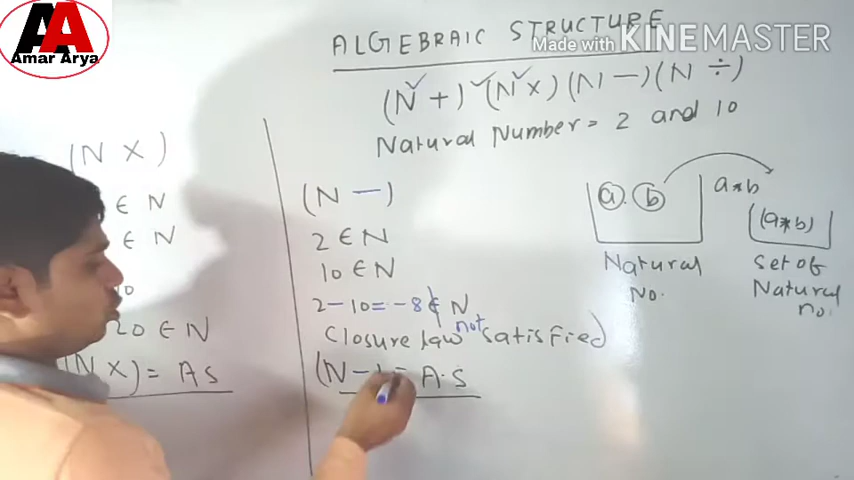 AA
Amar Arya
Made with KINEMASTER
ALGEBRAIC STRUCTURE
(N +) (N ×) (N −) (N ÷)
Natural Number = 2 and 10
(N ×)
∈ N
∈ N
10
20 ∈ N
(N ×) = AS
(N −)
2 ∈ N
10 ∈ N
2 − 10 = −8 ∉ N
Closure law not satisfied
(N − = A.S
a. b
a*b
(a*b)
Natural
No.
Set of
Natural
no.